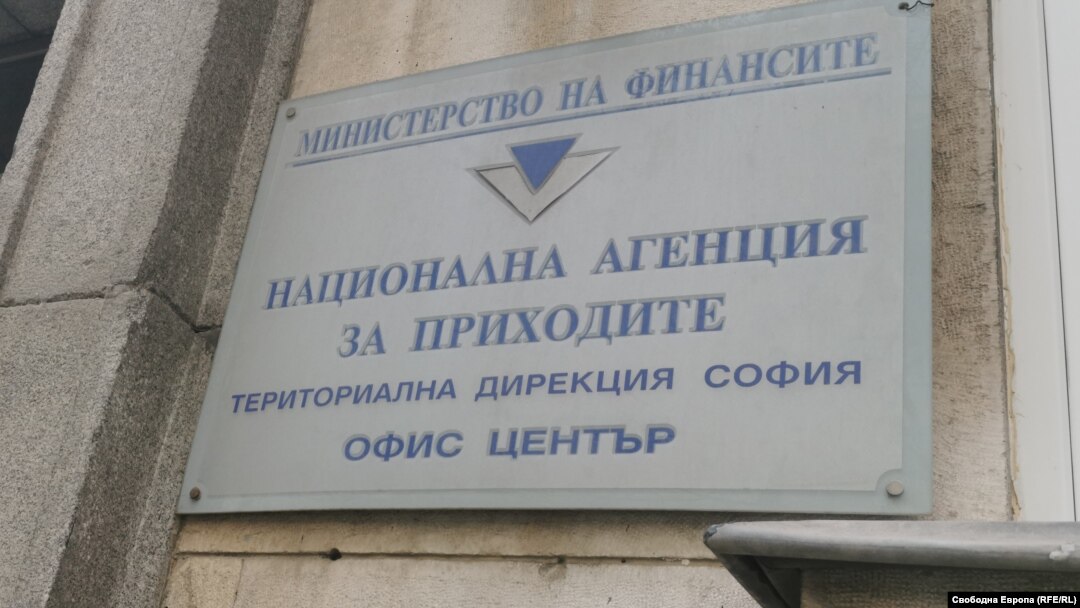 МИНИСТЕРСТВО НА ФИНАНСИТЕ
НАЦИОНАЛНА АГЕНЦИЯ
ЗА ПРИХОДИТЕ
ТЕРИТОРИАЛНА ДИРЕКЦИЯ СОФИЯ
ОФИС ЦЕНТЪР
Свободна Европа (RFE/RL)